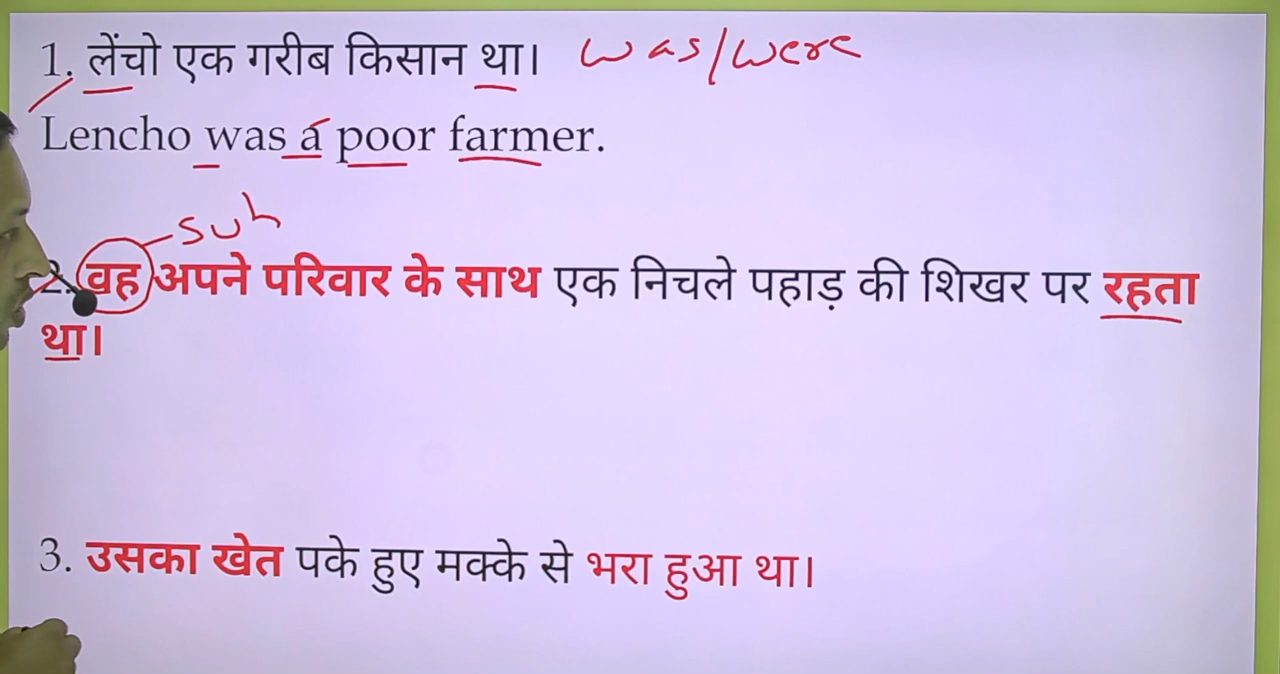 1. लेंचो एक गरीब किसान था। was/were
Lencho was a poor farmer.
sub
2. वह अपने परिवार के साथ एक निचले पहाड़ की शिखर पर रहता
था।
3. उसका खेत पके हुए मक्के से भरा हुआ था।